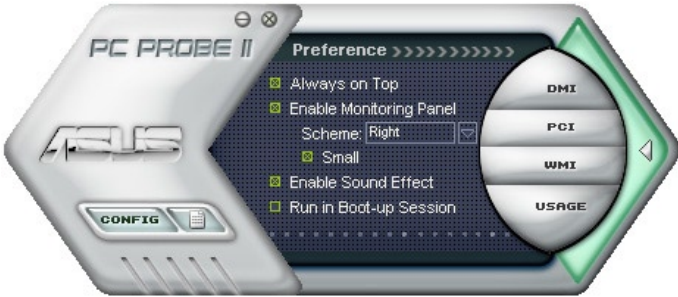 PC PROBE II
Preference >>>>>>>>>>>
Always on Top
Enable Monitoring Panel
Scheme: Right
Small
Enable Sound Effect
Run in Boot-up Session
ASUS
CONFIG
DMI
PCI
WMI
USAGE